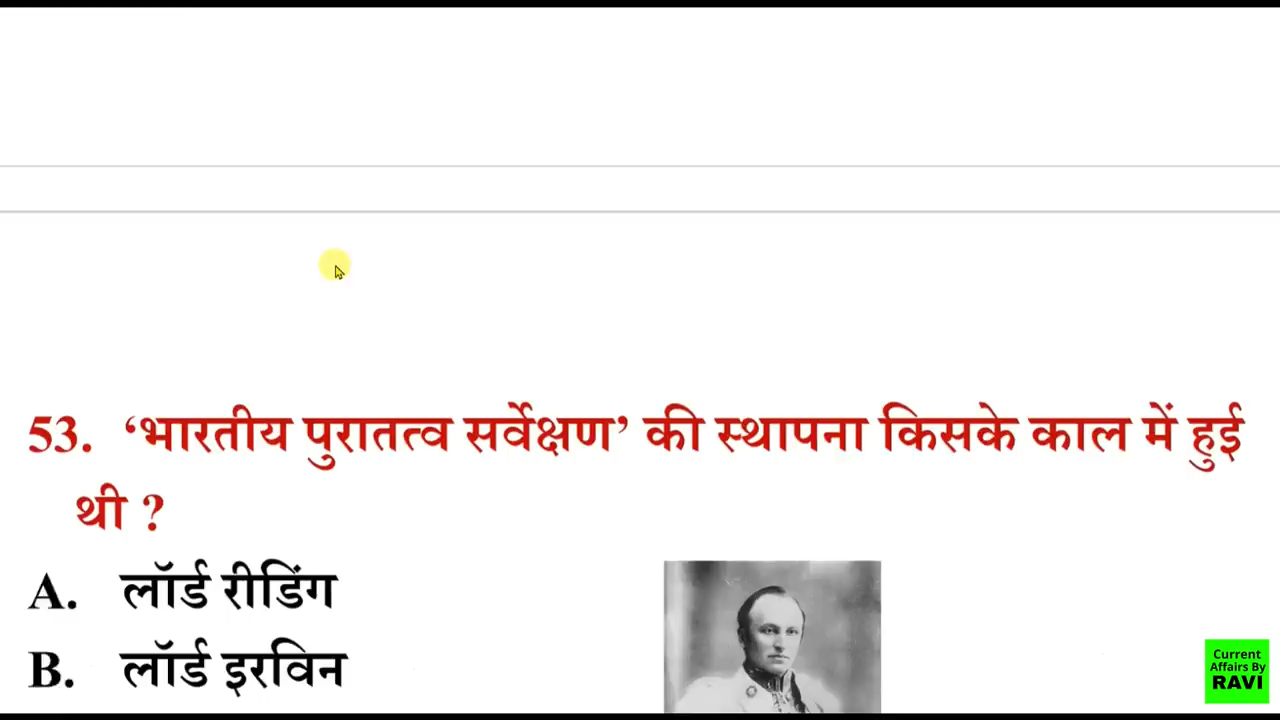 53. ‘भारतीय पुरातत्व सर्वेक्षण’ की स्थापना किसके काल में हुई
थी ?
A. लॉर्ड रीडिंग
B. लॉर्ड इरविन
Current
Affairs By
RAVI